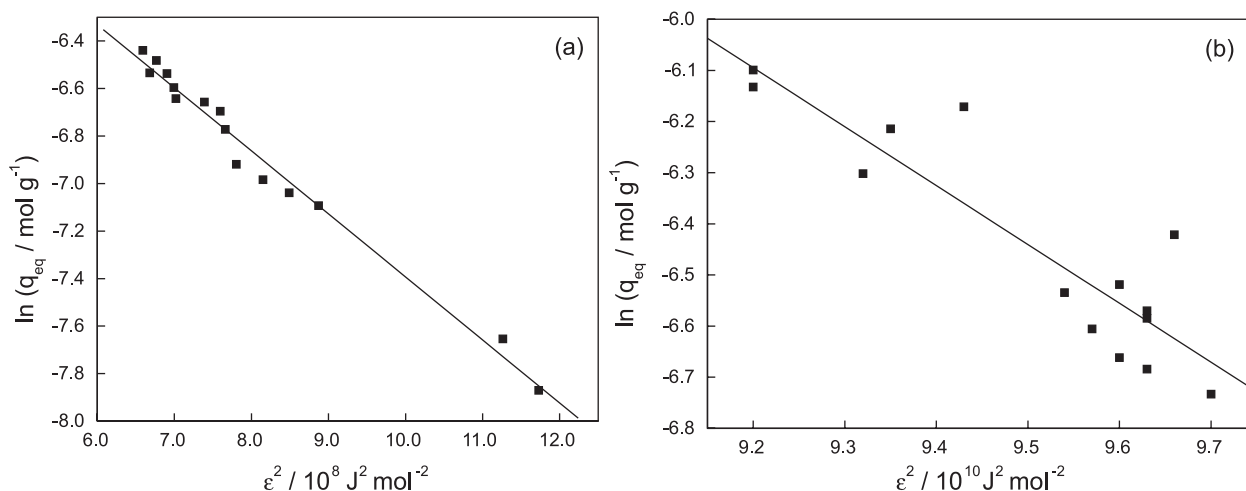 (a)
ln (q_eq / mol g⁻¹)
-6.4
-6.6
-6.8
-7.0
-7.2
-7.4
-7.6
-7.8
-8.0
6.0 7.0 8.0 9.0 10.0 11.0 12.0
ε² / 10⁸ J² mol⁻²
(b)
ln (q_eq / mol g⁻¹)
-6.0
-6.1
-6.2
-6.3
-6.4
-6.5
-6.6
-6.7
-6.8
9.2 9.3 9.4 9.5 9.6 9.7
ε² / 10¹⁰ J² mol⁻²